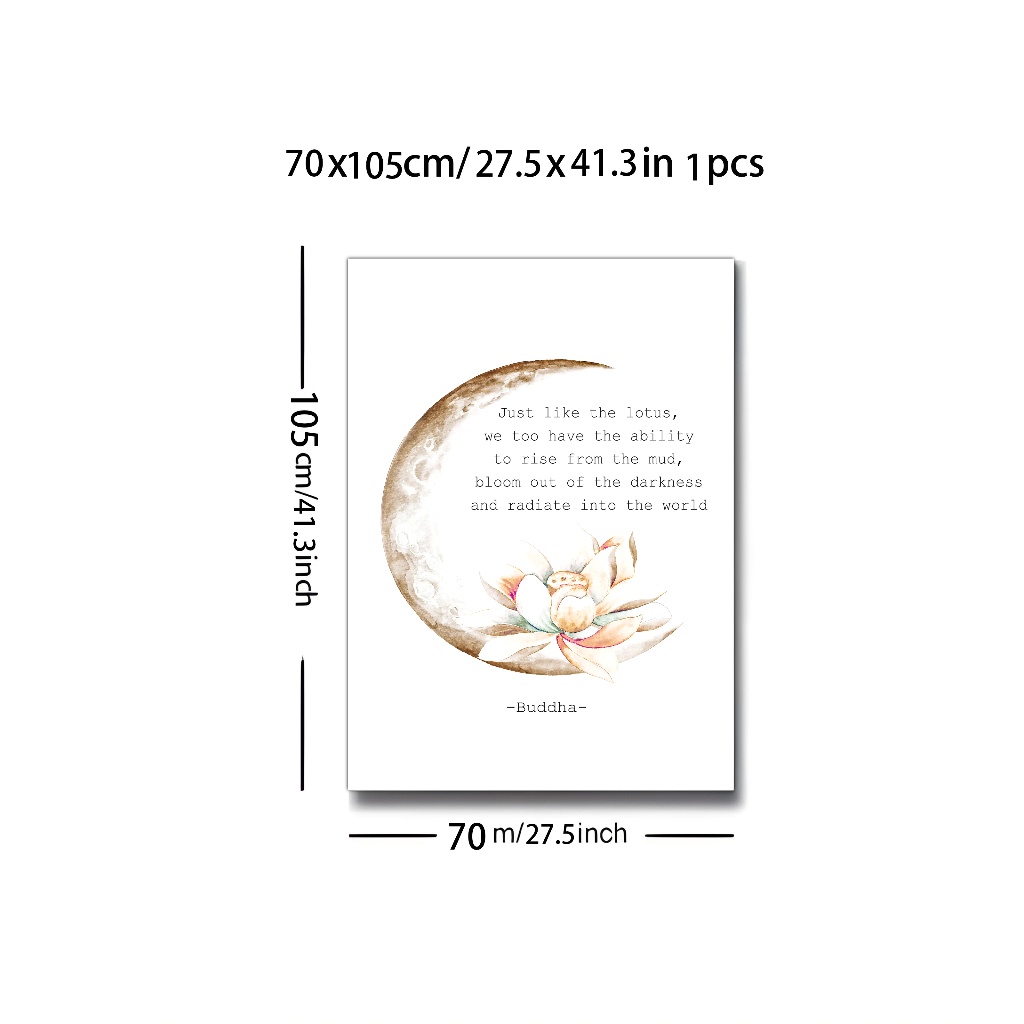 70x105cm/27.5x41.3in 1pcs
105cm/41.3inch
Just like the lotus,
we too have the ability
to rise from the mud,
bloom out of the darkness
and radiate into the world
-Buddha-
70 m/27.5inch